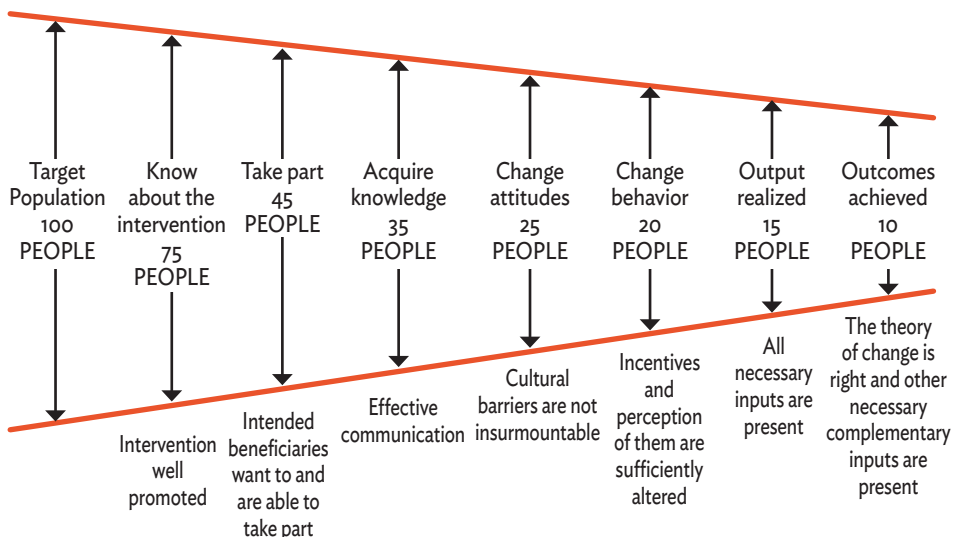 Target
Population
100
PEOPLE
Know
about the
intervention
75
PEOPLE
Take part
45
PEOPLE
Acquire
knowledge
35
PEOPLE
Change
attitudes
25
PEOPLE
Change
behavior
20
PEOPLE
Output
realized
15
PEOPLE
Outcomes
achieved
10
PEOPLE
Intervention
well
promoted
Intended
beneficiaries
want to and
are able to
take part
Effective
communication
Cultural
barriers are not
insurmountable
Incentives
and
perception
of them are
sufficiently
altered
All
necessary
inputs are
present
The theory
of change is
right and other
necessary
complementary
inputs are
present